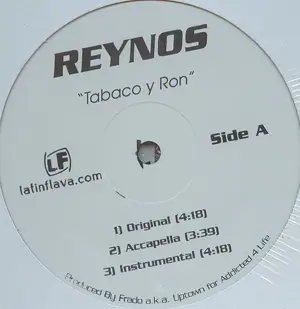 REYNOS
"Tabaco y Ron"
Side A
LF
latinflava.com
1) Original (4:18)
2) Accapella (3:39)
3) Instrumental (4:18)
Produced By Frado a.k.a. Uptown for Addicted 4 Life